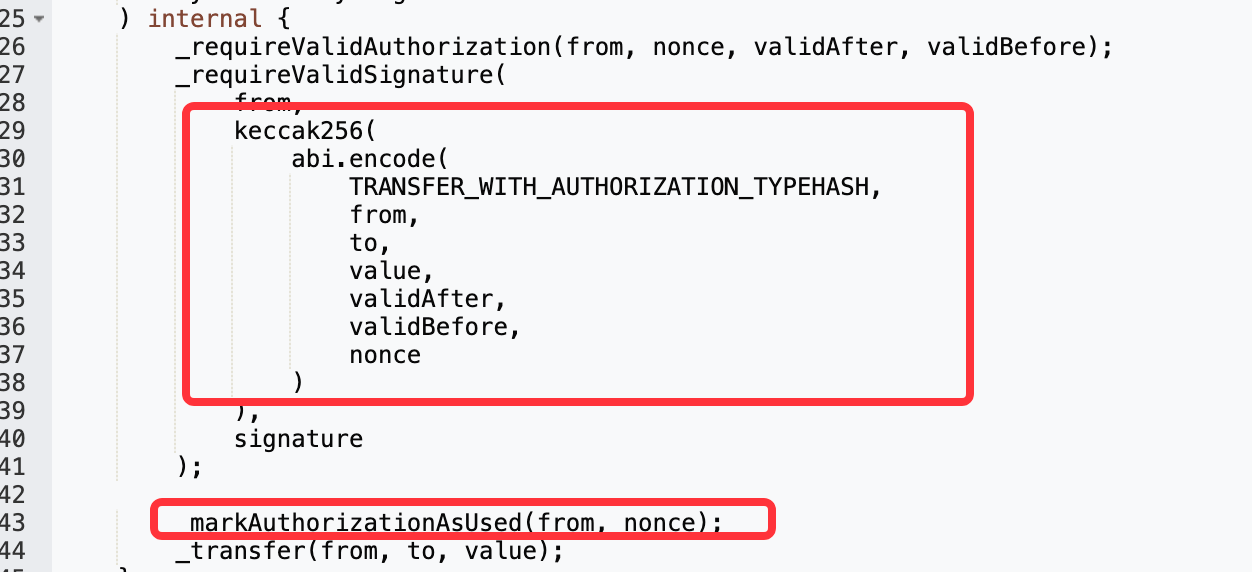 25 ) internal {
26 _requireValidAuthorization(from, nonce, validAfter, validBefore);
27 _requireValidSignature(
28 from,
29 keccak256(
30 abi.encode(
31 TRANSFER_WITH_AUTHORIZATION_TYPEHASH,
32 from,
33 to,
34 value,
35 validAfter,
36 validBefore,
37 nonce
38 )
39 ),
40 signature
41 );
42
43 _markAuthorizationAsUsed(from, nonce);
44 _transfer(from, to, value);
45 }